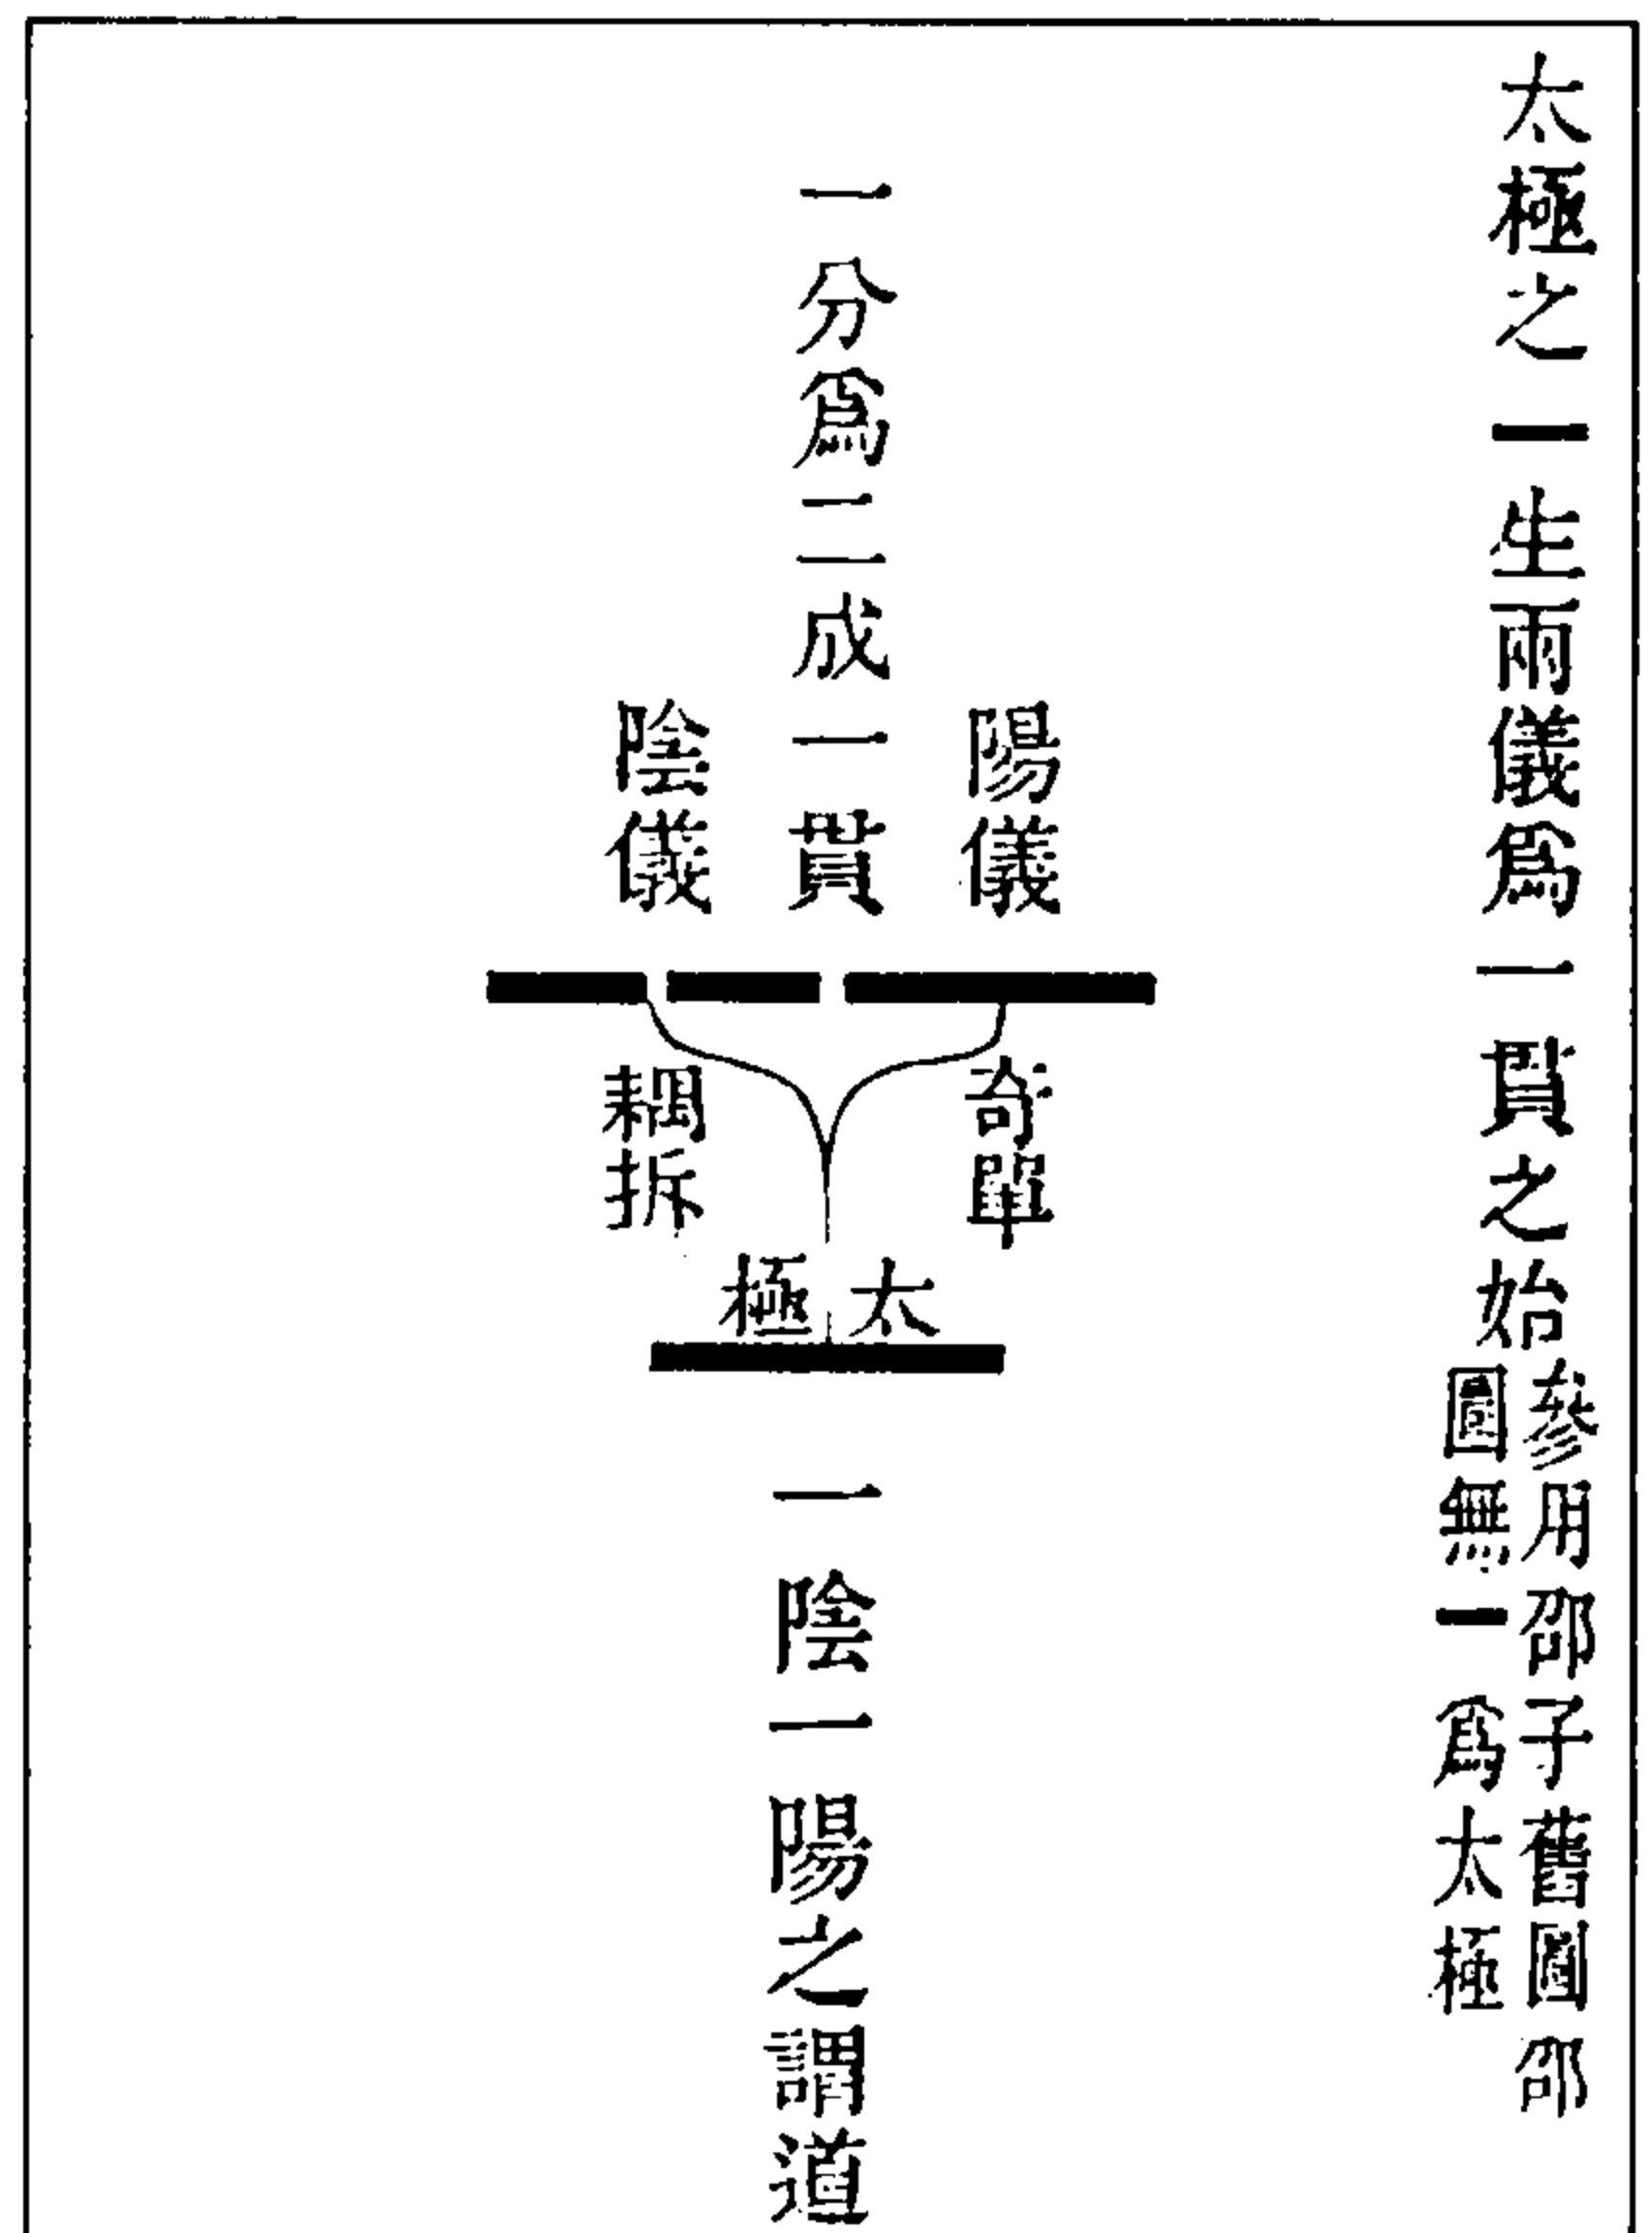 太極之一生兩儀爲一貫之始
參用邵子舊圖邵
圖無一爲太極
陽儀
一分爲二二成一貫
陰儀
奇單
耦拆
太極
一陰一陽之謂道